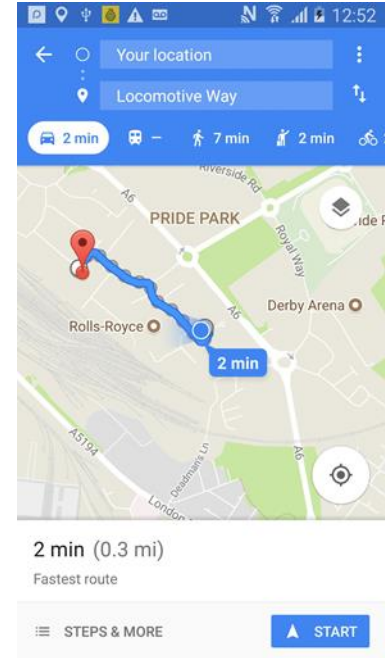 12:52
Your location
Locomotive Way
2 min
–
7 min
2 min
Riverside Rd
A6
PRIDE PARK
Royal Way
Derby Arena
A6
Rolls-Royce
2 min
A5194
Deadman's Ln
A6
London
2 min (0.3 mi)
Fastest route
STEPS & MORE
START